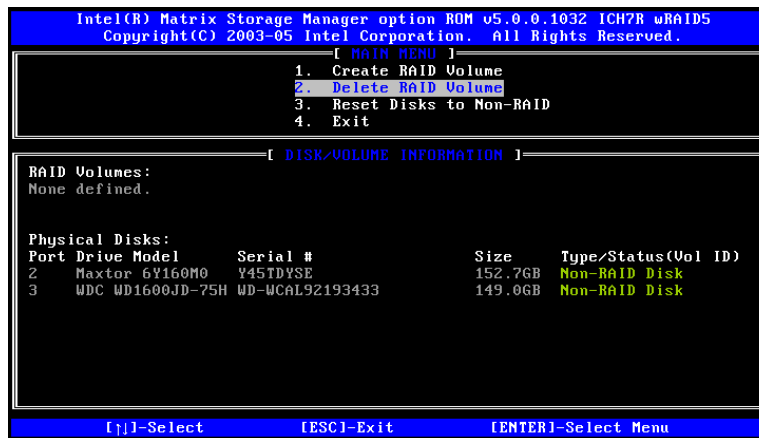 Intel(R) Matrix Storage Manager option ROM v5.0.0.1032 ICH7R wRAID5
Copyright(C) 2003-05 Intel Corporation. All Rights Reserved.
[ MAIN MENU ]
1. Create RAID Volume
2. Delete RAID Volume
3. Reset Disks to Non-RAID
4. Exit
[ DISK/VOLUME INFORMATION ]
RAID Volumes:
None defined.
Physical Disks:
Port Drive Model Serial # Size Type/Status(Vol ID)
2 Maxtor 6Y160M0 Y45TDYSE 152.7GB Non-RAID Disk
3 WDC WD1600JD-75H WD-WCAL92193433 149.0GB Non-RAID Disk
[↑↓]-Select [ESC]-Exit [ENTER]-Select Menu